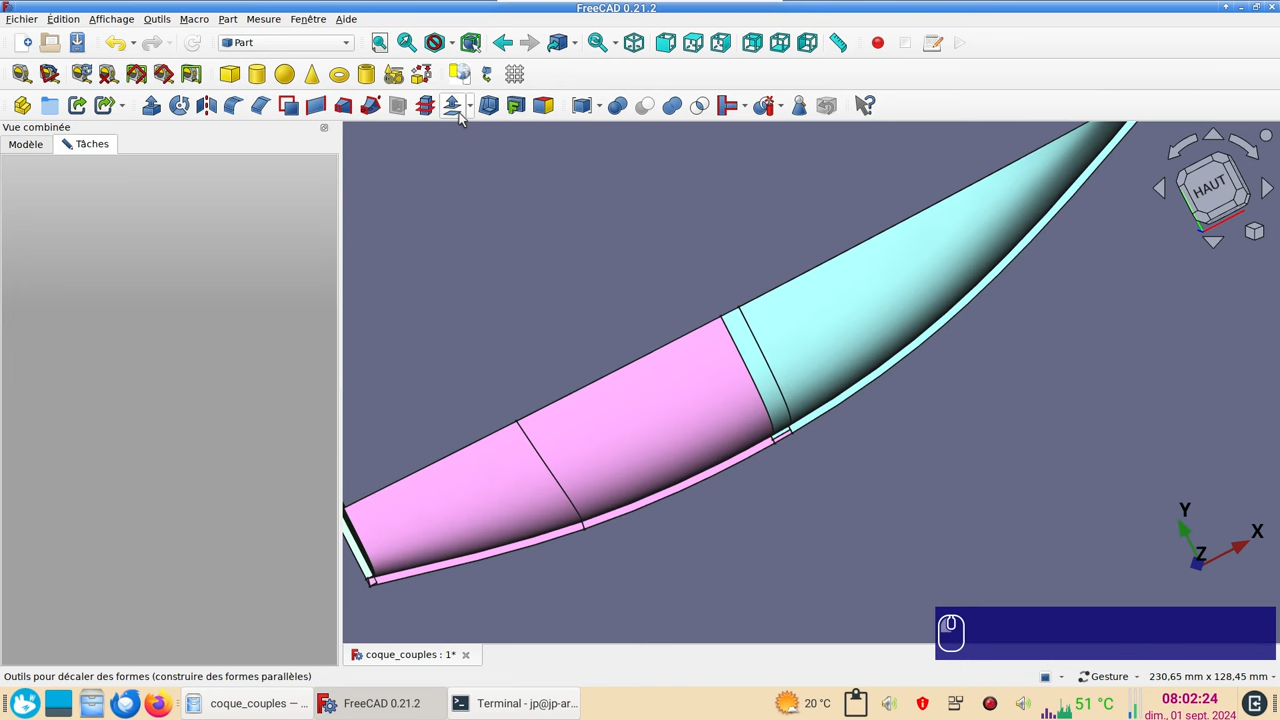 FreeCAD 0.21.2
Fichier Édition Affichage Outils Macro Part Mesure Fenêtre Aide
Part
Vue combinée
Modèle Tâches
HAUT
Y
X
Z
coque_couples : 1*
Outils pour décaler des formes (construire des formes parallèles)
Gesture
230,65 mm x 128,45 mm
coque_couples — ...
FreeCAD 0.21.2
Terminal - jp@jp-ar...
20 °C
51 °C
08:02:24
dim., 01 sept. 2024